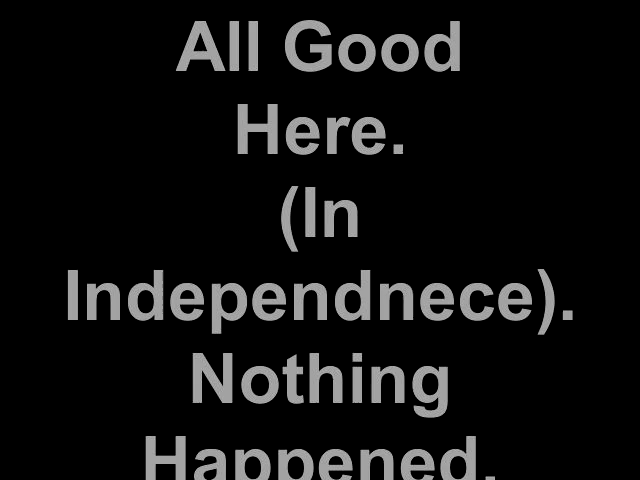 All Good
Here.
(In
Independnece).
Nothing
Happened.